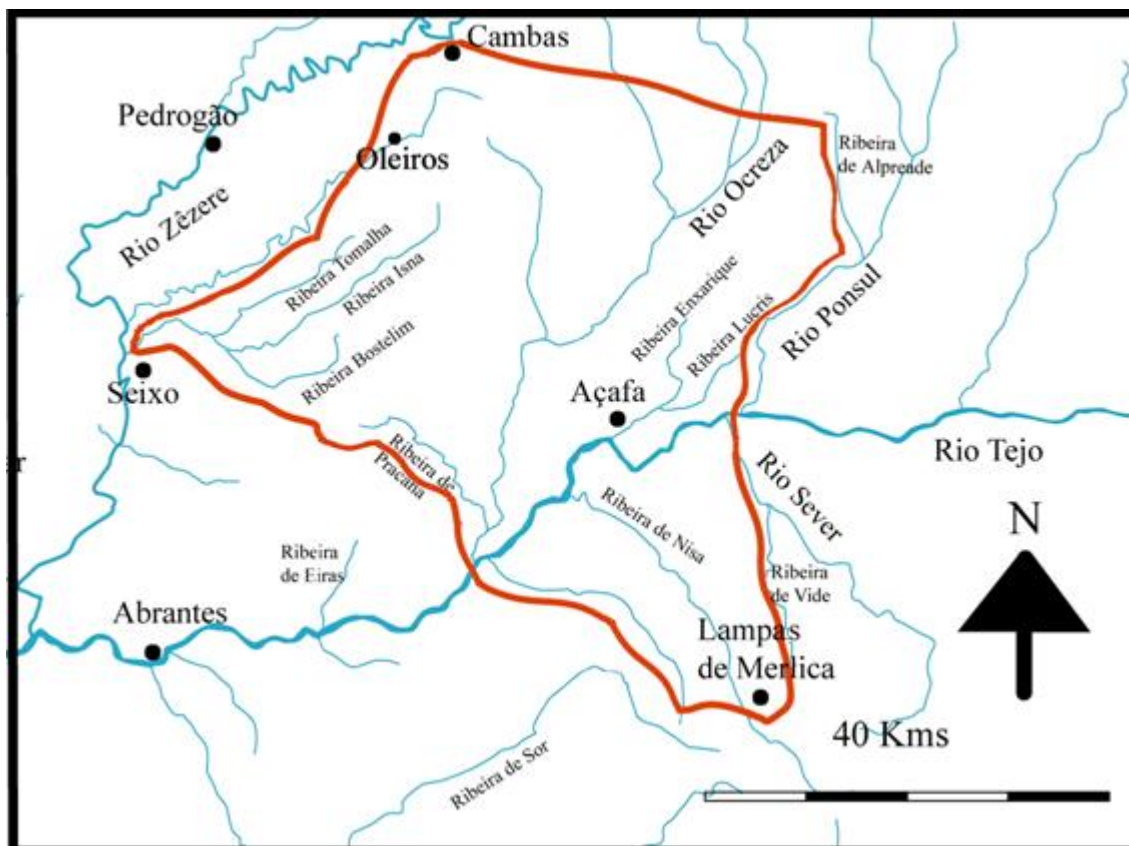 Cambas
Pedrogão
Oleiros
Ribeira
de Alpreade
Rio Ocreza
Rio Zêzere
Ribeira Tomalha
Ribeira Isna
Ribeira Enxarique
Rio Ponsul
Ribeira Lucris
Ribeira Bostelim
Seixo
Açafa
Ribeira de
Pracana
Rio Tejo
er
Rio Sever
Ribeira de Nisa
N
Ribeira
de Eiras
Ribeira
de Vide
Abrantes
Lampas
de Merlica
40 Kms
Ribeira de Sor